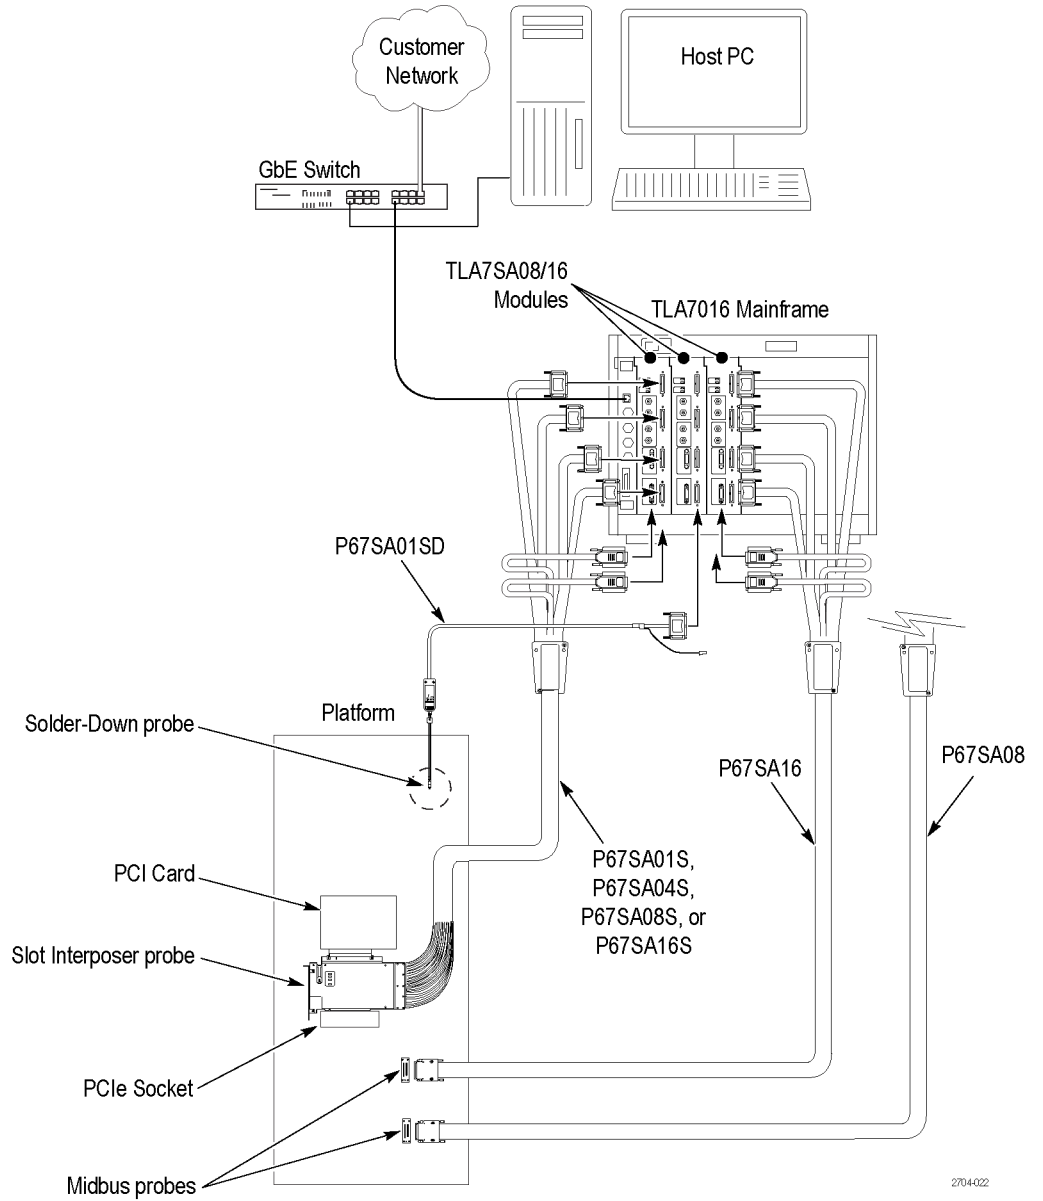 Customer
Network
Host PC
GbE Switch
TLA7SA08/16
Modules
TLA7016 Mainframe
P67SA01SD
Platform
Solder-Down probe
P67SA16
P67SA08
P67SA01S,
P67SA04S,
P67SA08S, or
P67SA16S
PCI Card
Slot Interposer probe
PCIe Socket
Midbus probes
2704-022